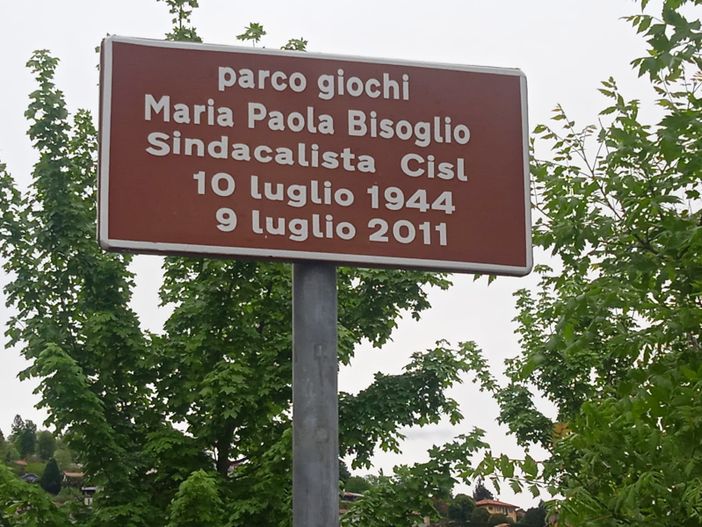 parco giochi
Maria Paola Bisoglio
Sindacalista Cisl
10 luglio 1944
9 luglio 2011